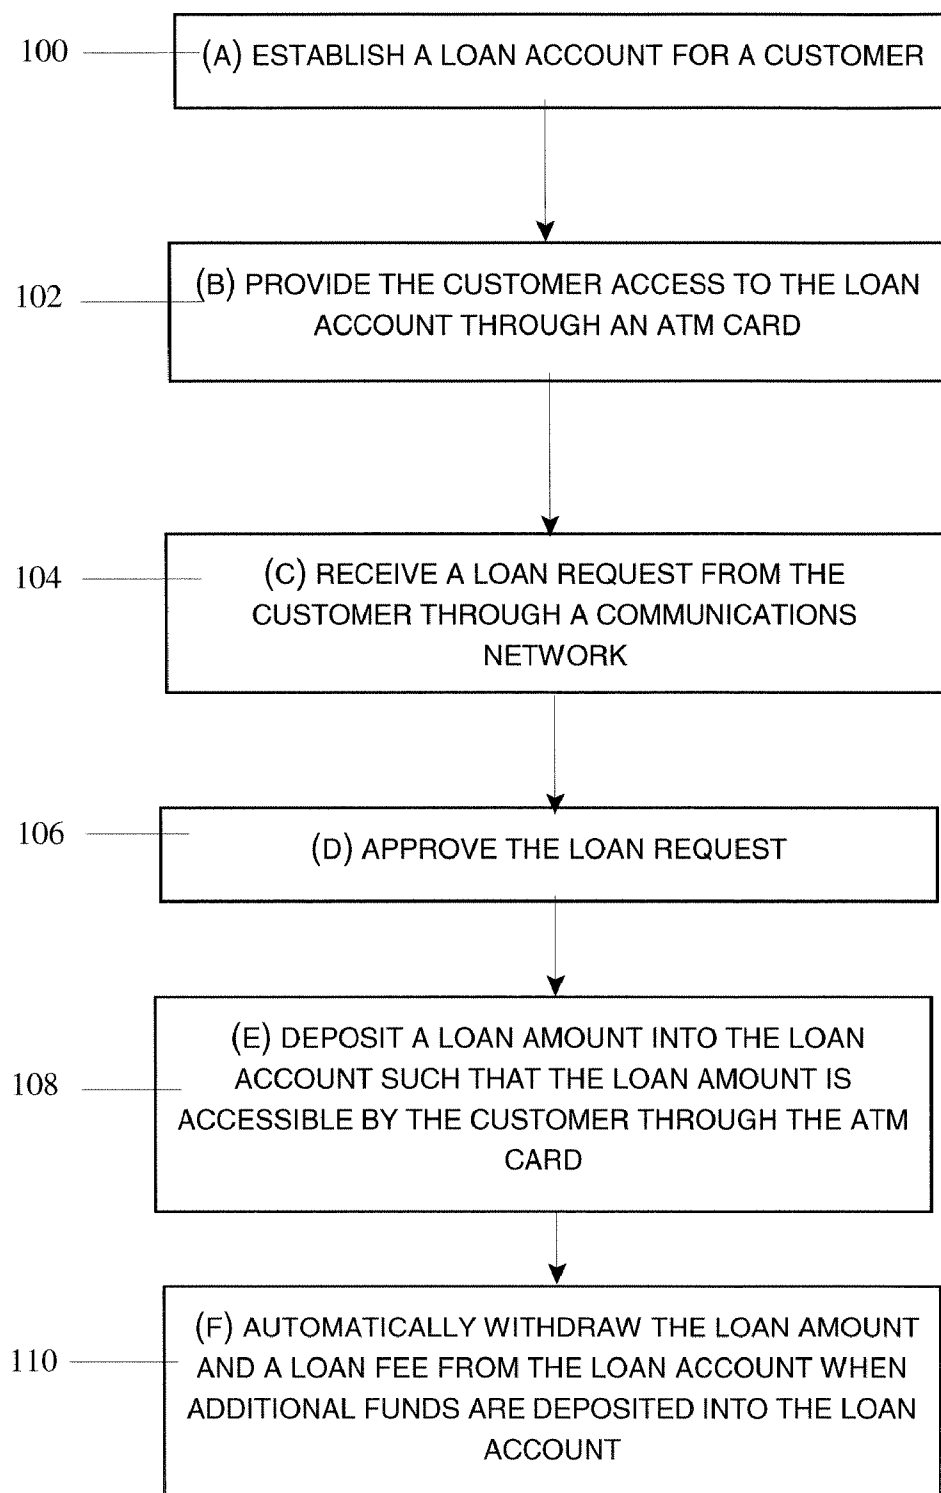 100
(A) ESTABLISH A LOAN ACCOUNT FOR A CUSTOMER
102
(B) PROVIDE THE CUSTOMER ACCESS TO THE LOAN
ACCOUNT THROUGH AN ATM CARD
104
(C) RECEIVE A LOAN REQUEST FROM THE
CUSTOMER THROUGH A COMMUNICATIONS
NETWORK
106
(D) APPROVE THE LOAN REQUEST
108
(E) DEPOSIT A LOAN AMOUNT INTO THE LOAN
ACCOUNT SUCH THAT THE LOAN AMOUNT IS
ACCESSIBLE BY THE CUSTOMER THROUGH THE ATM
CARD
110
(F) AUTOMATICALLY WITHDRAW THE LOAN AMOUNT
AND A LOAN FEE FROM THE LOAN ACCOUNT WHEN
ADDITIONAL FUNDS ARE DEPOSITED INTO THE LOAN
ACCOUNT